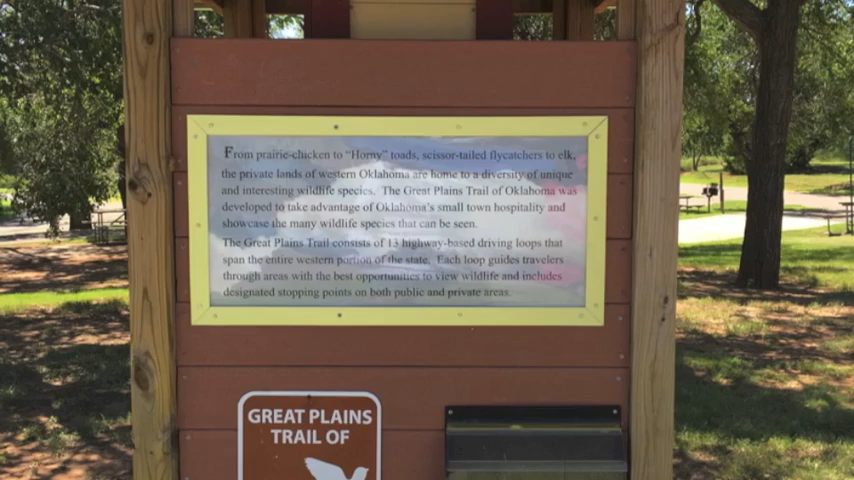 From prairie-chicken to "Horny" toads, scissor-tailed flycatchers to elk,
the private lands of western Oklahoma are home to a diversity of unique
and interesting wildlife species. The Great Plains Trail of Oklahoma was
developed to take advantage of Oklahoma's small town hospitality and
showcase the many wildlife species that can be seen.
The Great Plains Trail consists of 13 highway-based driving loops that
span the entire western portion of the state. Each loop guides travelers
through areas with the best opportunities to view wildlife and includes
designated stopping points on both public and private areas.
GREAT PLAINS
TRAIL OF